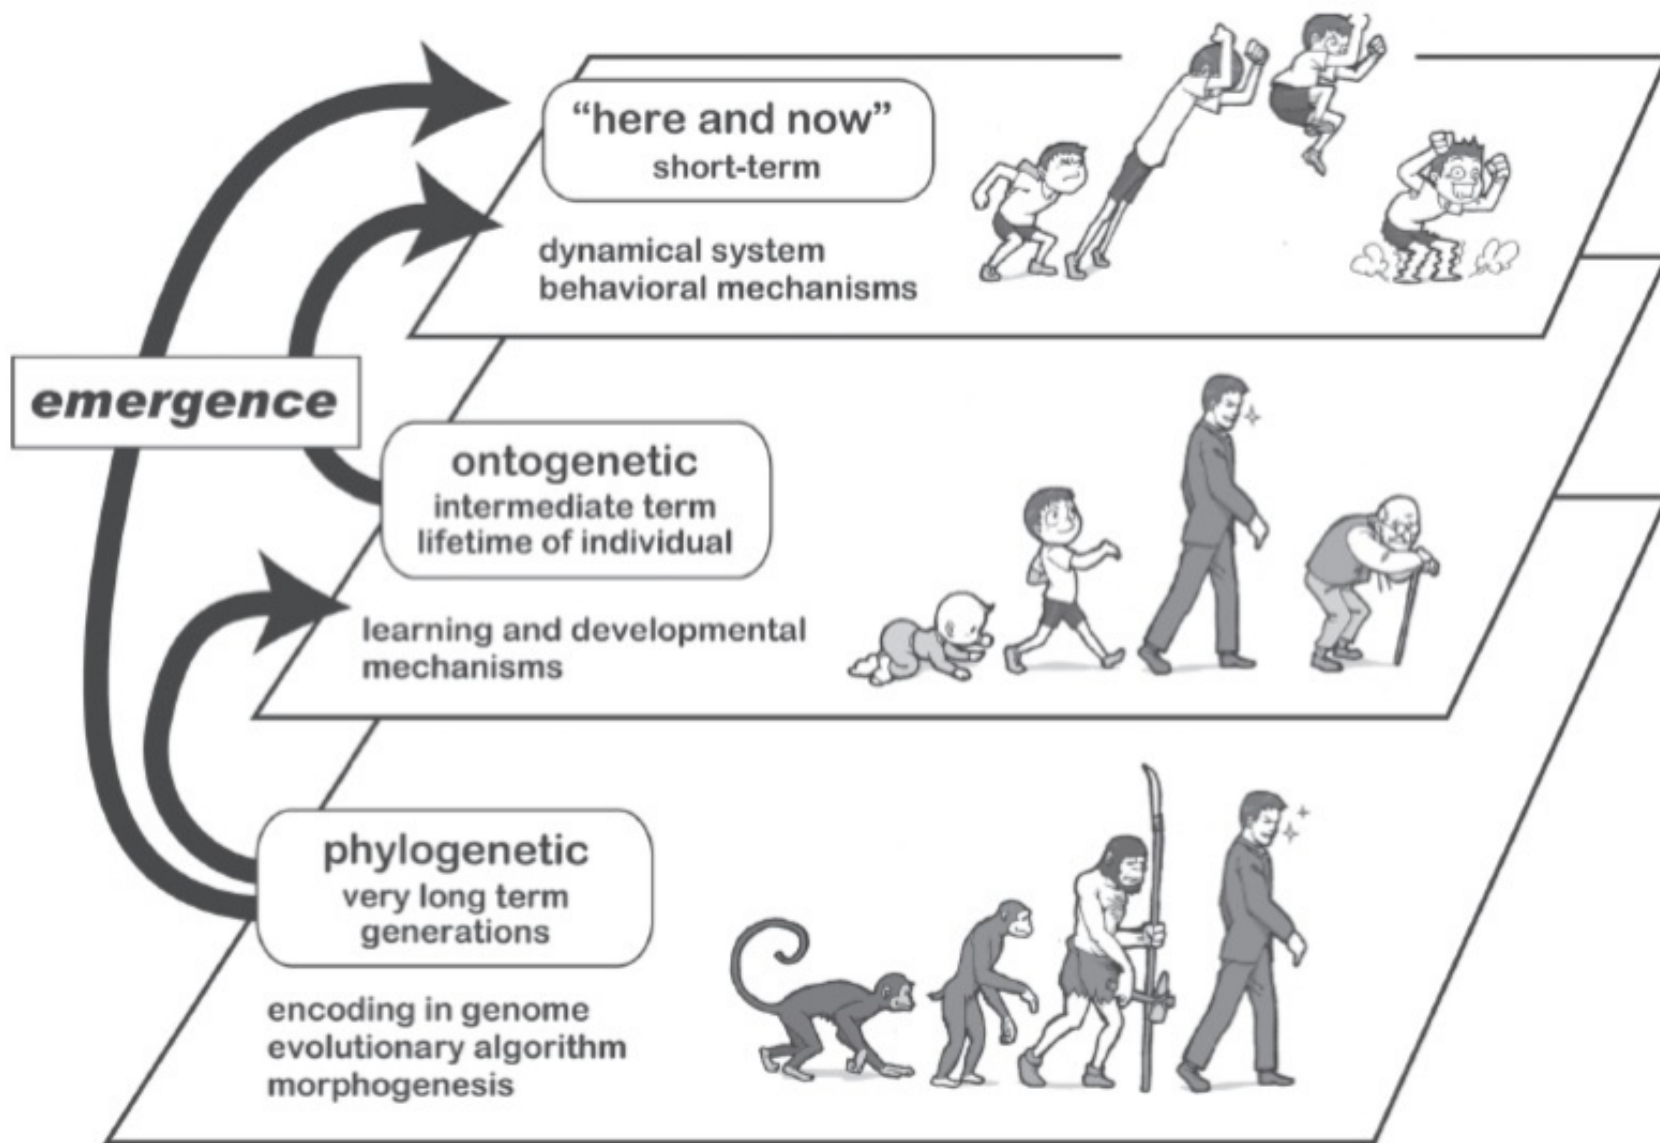 “here and now”
short-term
dynamical system
behavioral mechanisms
emergence
ontogenetic
intermediate term
lifetime of individual
learning and developmental
mechanisms
phylogenetic
very long term
generations
encoding in genome
evolutionary algorithm
morphogenesis